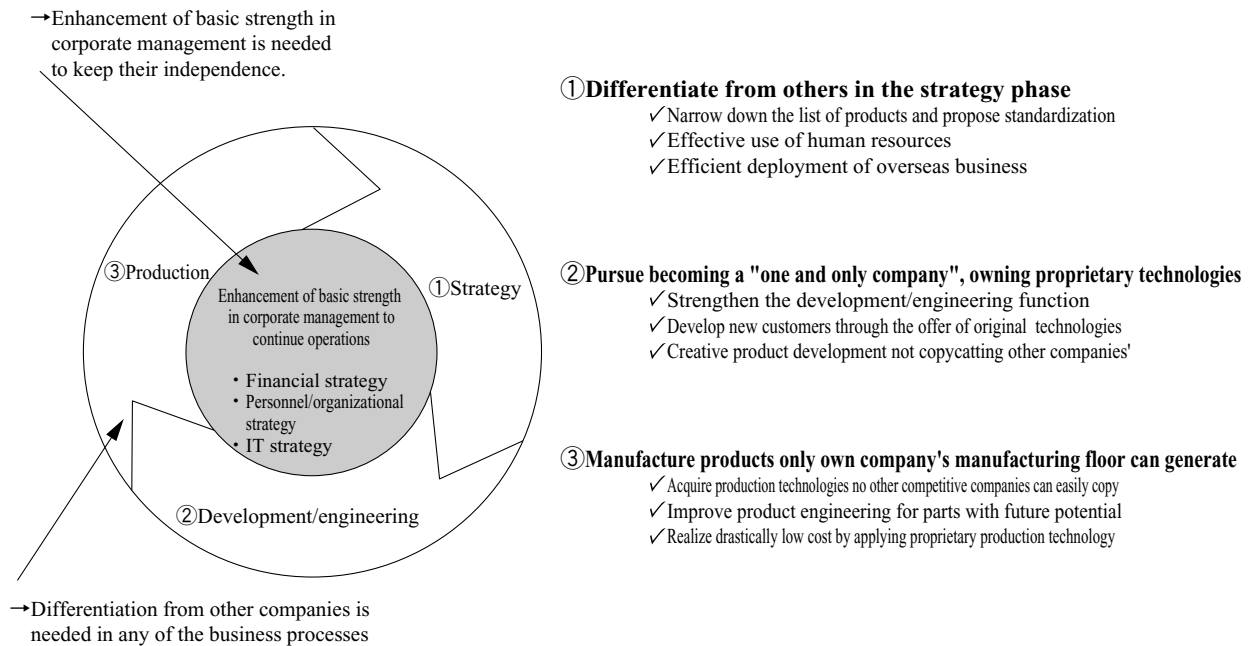 →Enhancement of basic strength in
corporate management is needed
to keep their independence.
③Production
①Strategy
Enhancement of basic strength
in corporate management to
continue operations
・Financial strategy
・Personnel/organizational
strategy
・IT strategy
②Development/engineering
→Differentiation from other companies is
needed in any of the business processes
①Differentiate from others in the strategy phase
✓Narrow down the list of products and propose standardization
✓Effective use of human resources
✓Efficient deployment of overseas business
②Pursue becoming a "one and only company", owning proprietary technologies
✓Strengthen the development/engineering function
✓Develop new customers through the offer of original technologies
✓Creative product development not copycatting other companies'
③Manufacture products only own company's manufacturing floor can generate
✓Acquire production technologies no other competitive companies can easily copy
✓Improve product engineering for parts with future potential
✓Realize drastically low cost by applying proprietary production technology